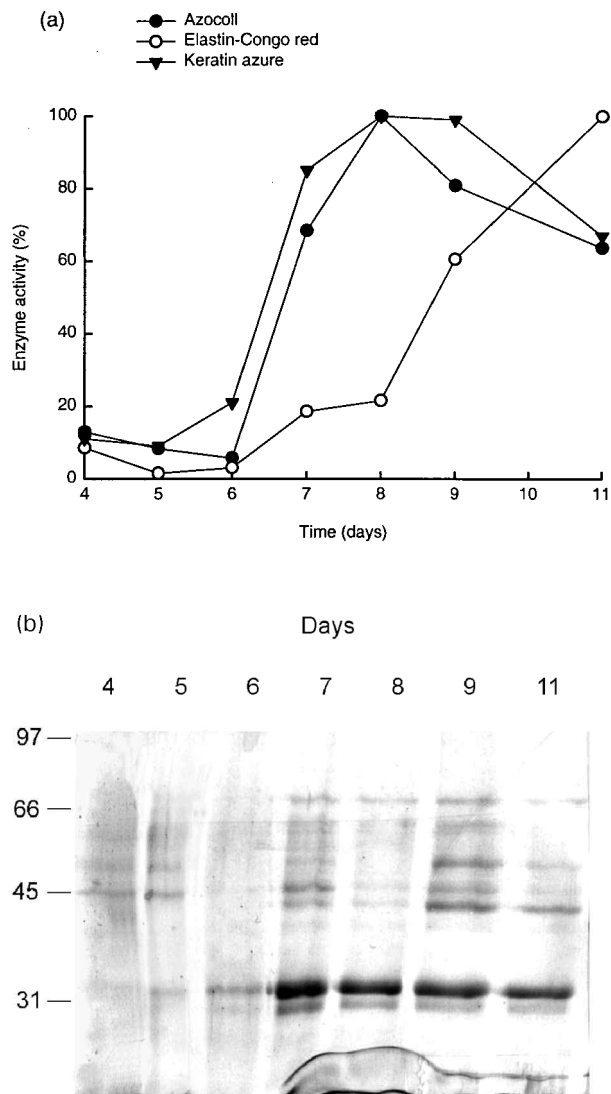 (a)
Azocoll
Elastin-Congo red
Keratin azure
100
80
60
40
20
0
Enzyme activity (%)
4 5 6 7 8 9 10 11
Time (days)
(b)
Days
4 5 6 7 8 9 11
97
66
45
31